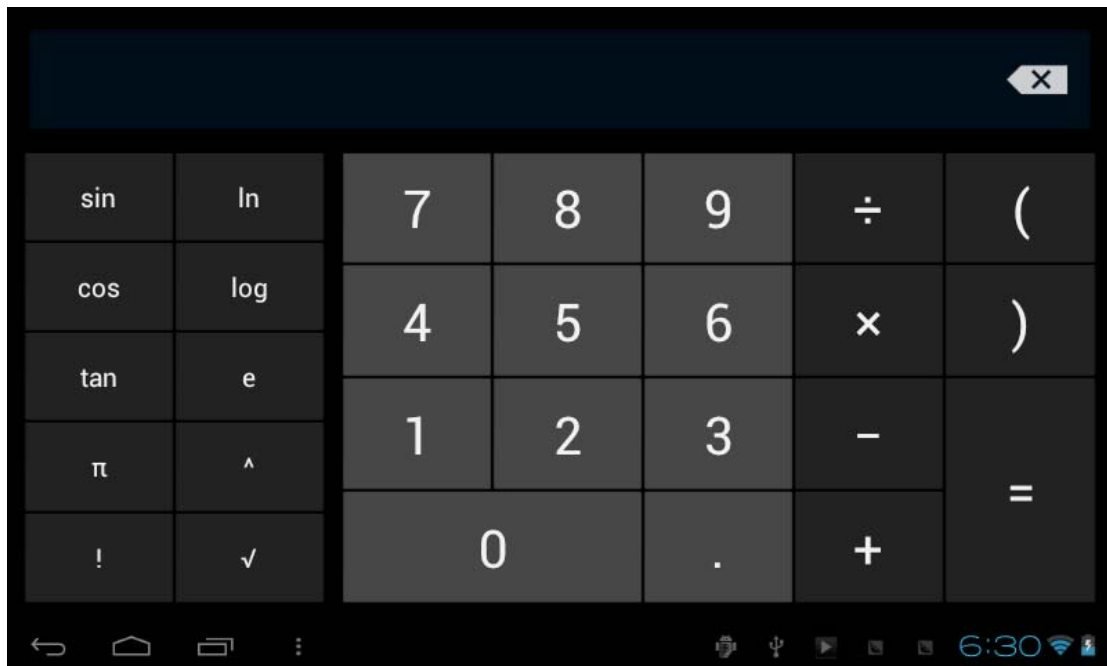 sin ln 7 8 9 ÷ (
cos log 4 5 6 × )
tan e 1 2 3 −
π ^ =
! √ 0 . +
6:30